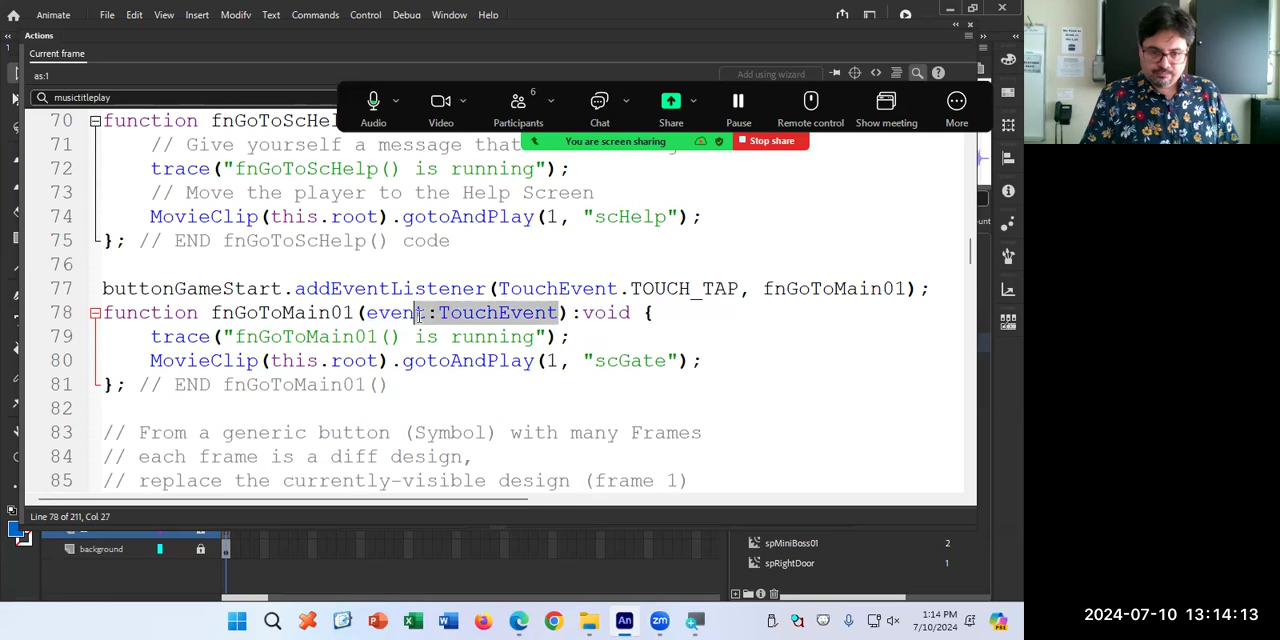 Animate File Edit View Insert Modify Text Commands Control Debug Window Help
Actions
Current frame
as:1
Add using wizard
musictitleplay
6
Audio Video Participants Chat Share Pause Remote control Show meeting More
You are screen sharing Stop share
70 function fnGoToScHel
71 // Give yourself a message that
72 trace("fnGoToScHelp() is running");
73 // Move the player to the Help Screen
74 MovieClip(this.root).gotoAndPlay(1, "scHelp");
75 }; // END fnGoToScHelp() code
76
77 buttonGameStart.addEventListener(TouchEvent.TOUCH_TAP, fnGoToMain01);
78 function fnGoToMain01(event:TouchEvent):void {
79 trace("fnGoToMain01() is running");
80 MovieClip(this.root).gotoAndPlay(1, "scGate");
81 }; // END fnGoToMain01()
82
83 // From a generic button (Symbol) with many Frames
84 // each frame is a diff design,
85 // replace the currently-visible design (frame 1)
Line 78 of 211, Col 27
background
spMiniBoss01 2
spRightDoor 1
1:14 PM
7/10/2024
2024-07-10 13:14:13